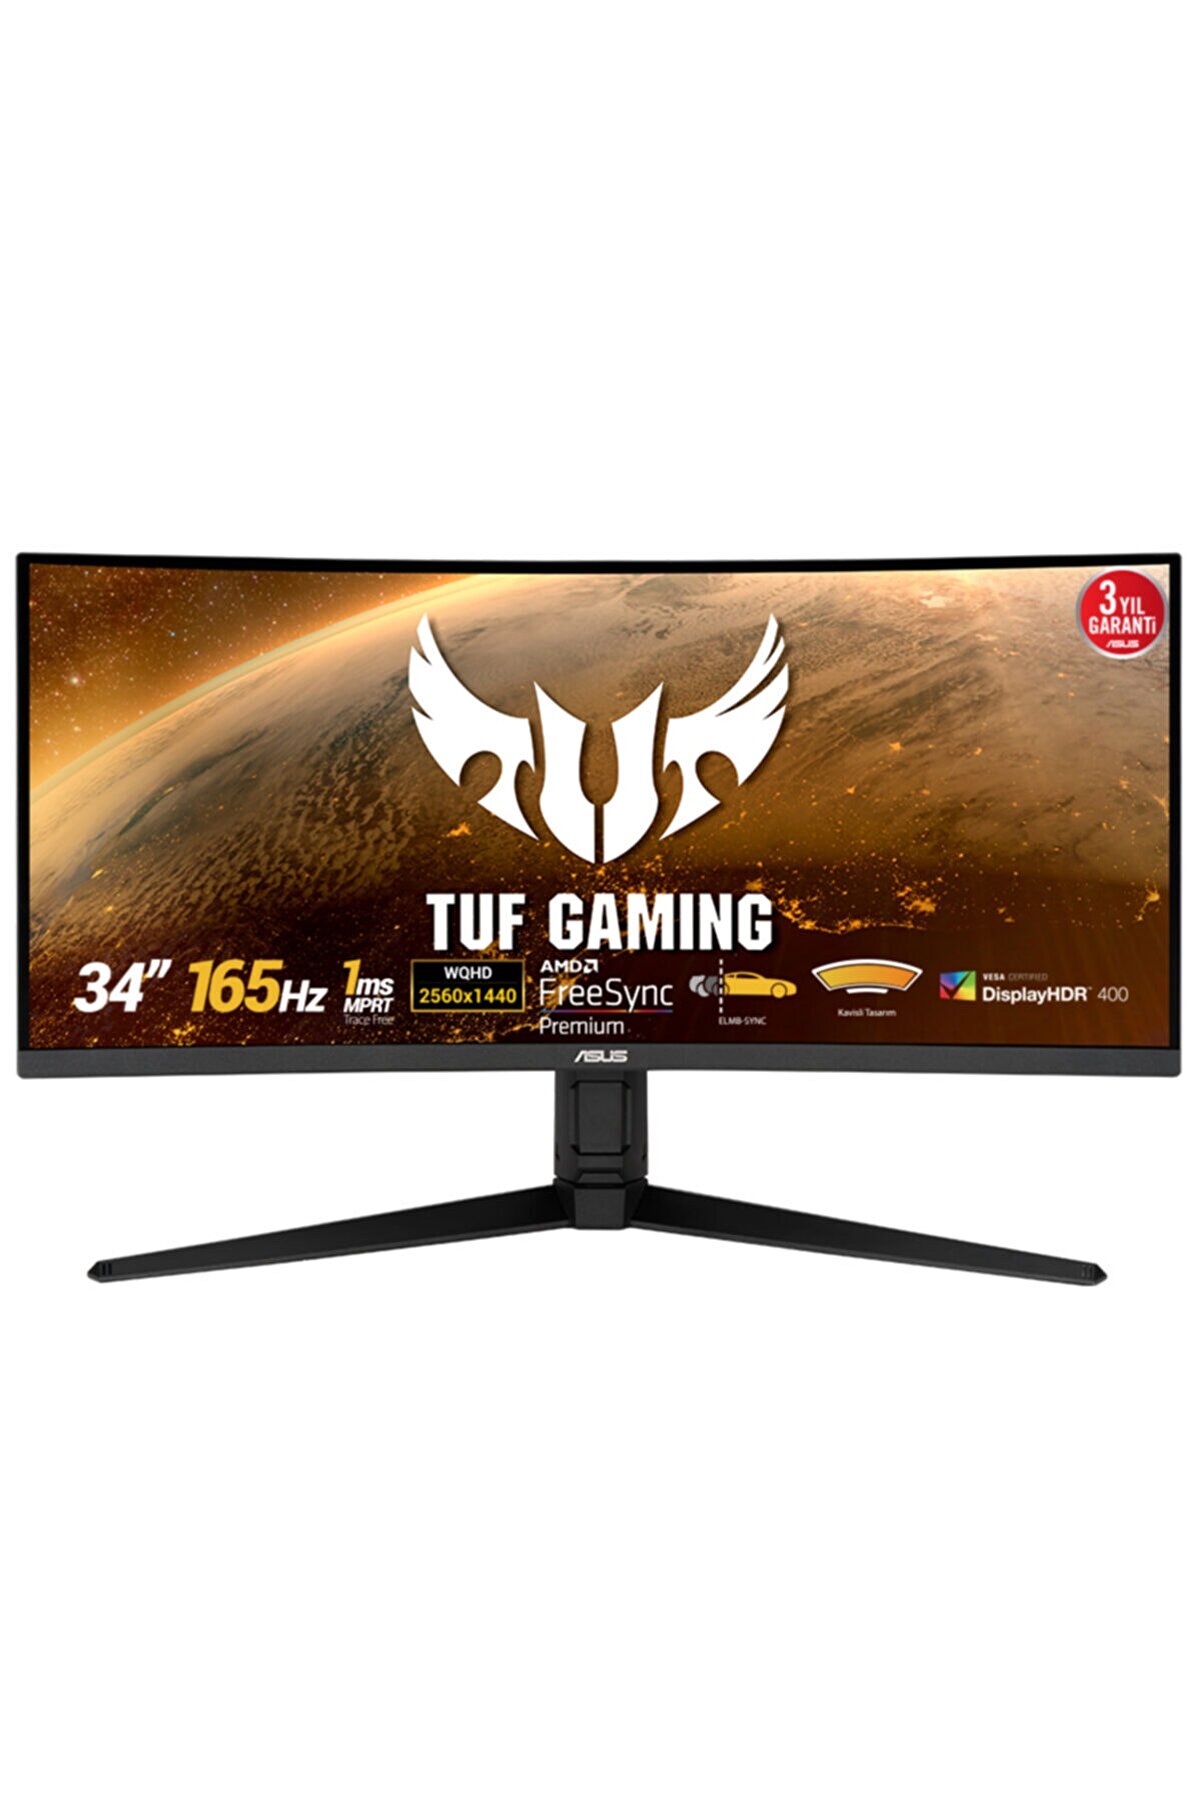 3 YIL
GARANTİ
ASUS
TUF GAMING
34” 165Hz
1ms
MPRT
Trace Free
WQHD
2560x1440
AMD
FreeSync
Premium
ELMB-SYNC
Kavisli Tasarım
VESA CERTIFIED
DisplayHDR™ 400
ASUS